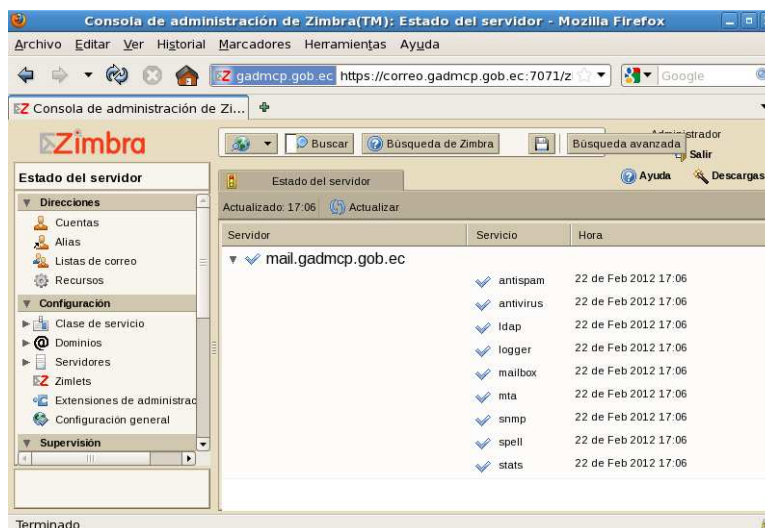 Consola de administración de Zimbra(TM): Estado del servidor - Mozilla Firefox
Archivo Editar Ver Historial Marcadores Herramientas Ayuda
gadmcp.gob.ec https://correo.gadmcp.gob.ec:7071/z Google
Consola de administración de Zi...
Zimbra Buscar Búsqueda de Zimbra Búsqueda avanzada
Salir
Estado del servidor
Ayuda Descargas
Estado del servidor
Direcciones
Actualizado: 17:06 Actualizar
Cuentas
Servidor Servicio Hora
Alias
Listas de correo
mail.gadmcp.gob.ec
Recursos
antispam 22 de Feb 2012 17:06
Configuración
antivirus 22 de Feb 2012 17:06
Clase de servicio
ldap 22 de Feb 2012 17:06
Dominios
logger 22 de Feb 2012 17:06
Servidores
mailbox 22 de Feb 2012 17:06
Zimlets
mta 22 de Feb 2012 17:06
Extensiones de administrac
snmp 22 de Feb 2012 17:06
Configuración general
spell 22 de Feb 2012 17:06
Supervisión
stats 22 de Feb 2012 17:06
Terminado